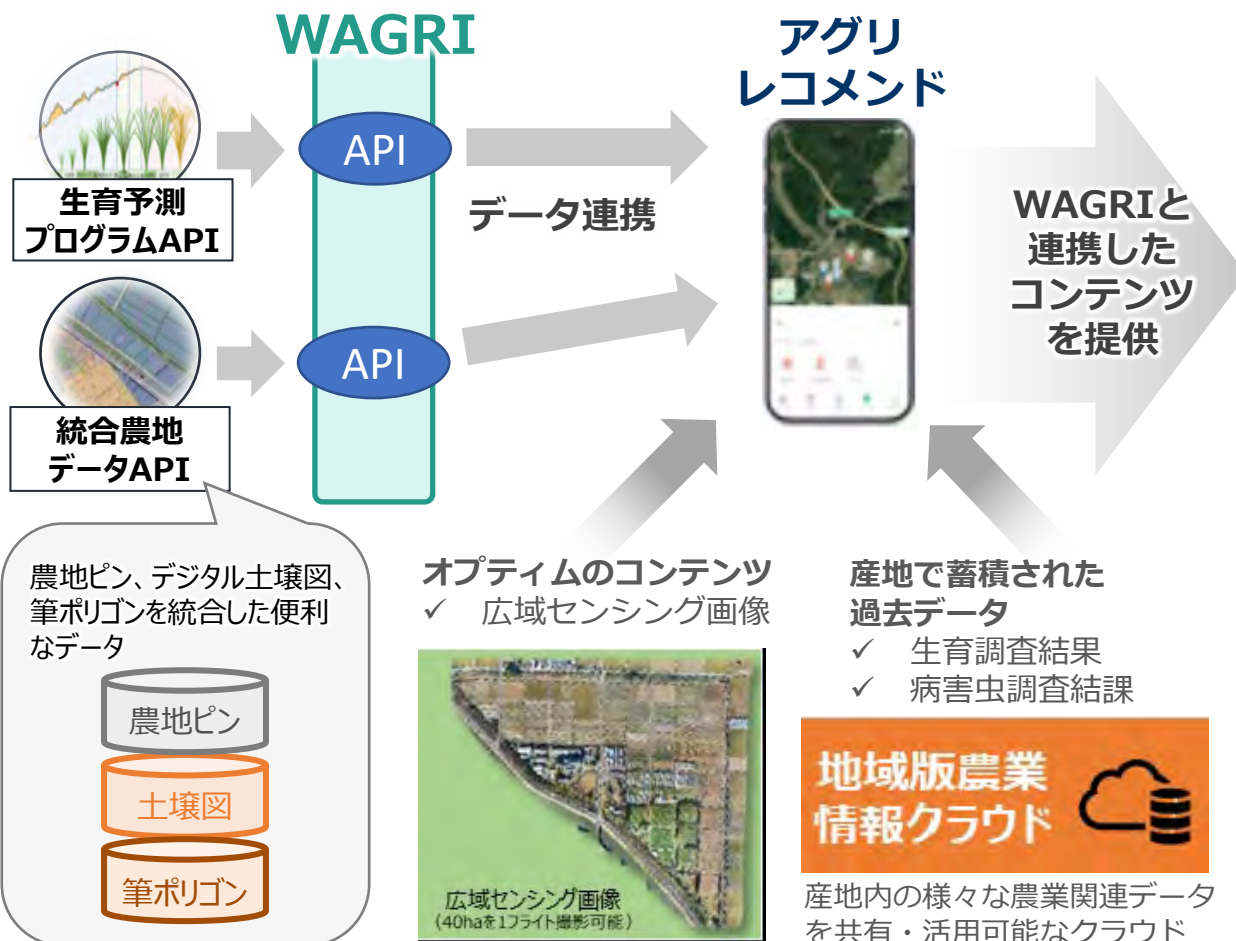 WAGRI
アグリ
レコメンド
API
生育予測
プログラムAPI
データ連携
WAGRIと
連携した
コンテンツ
を提供
API
統合農地
データAPI
農地ピン、デジタル土壌図、
筆ポリゴンを統合した便利
なデータ
農地ピン
土壌図
筆ポリゴン
オプティムのコンテンツ
✓ 広域センシング画像
広域センシング画像
(40haを1フライト撮影可能)
産地で蓄積された
過去データ
✓ 生育調査結果
✓ 病害虫調査結課
地域版農業
情報クラウド
産地内の様々な農業関連データ
を共有・活用可能なクラウド